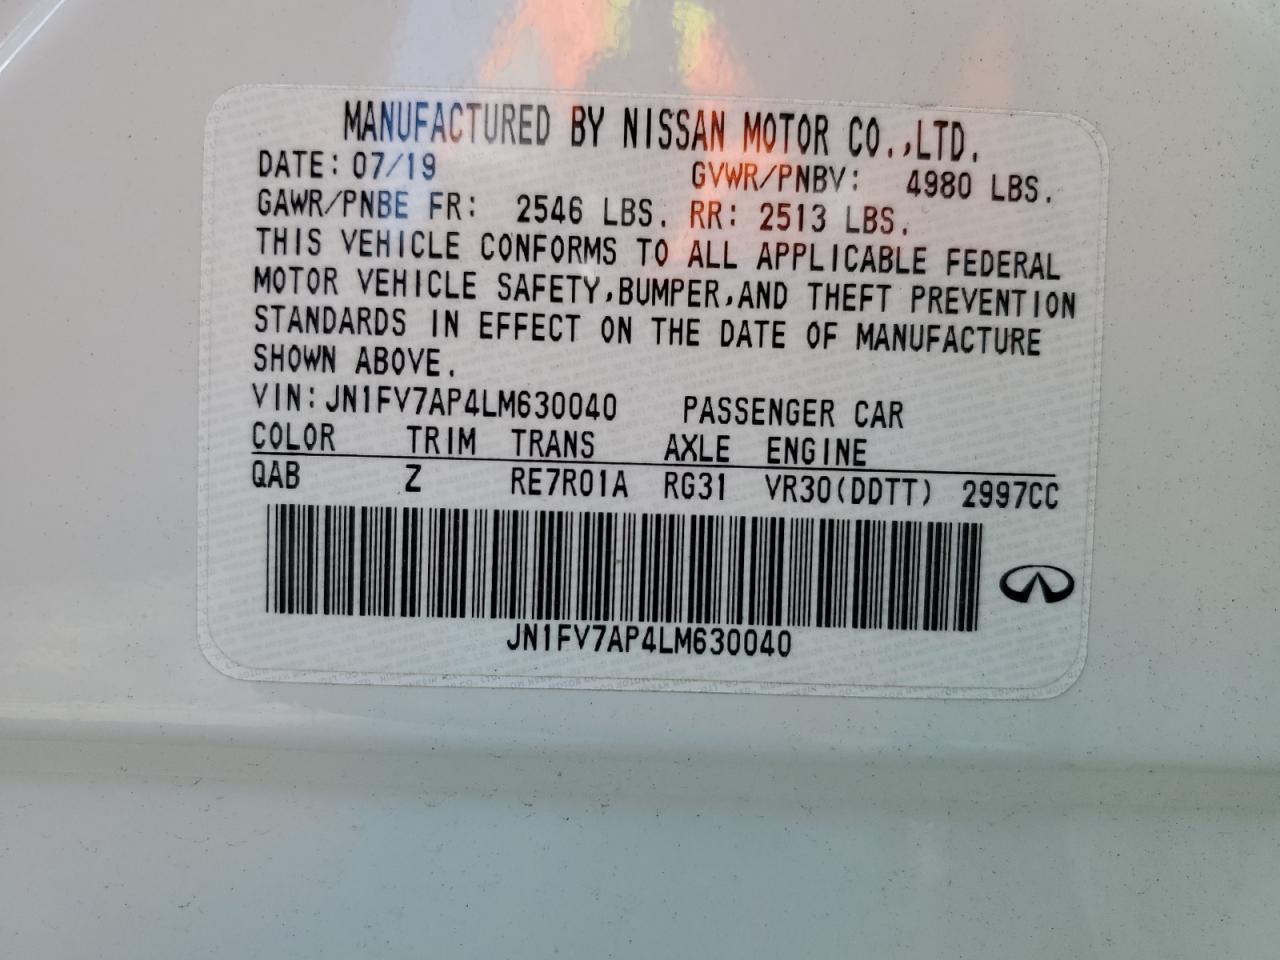 MANUFACTURED BY NISSAN MOTOR CO.,LTD.
DATE: 07/19 GVWR/PNBV: 4980 LBS.
GAWR/PNBE FR: 2546 LBS. RR: 2513 LBS.
THIS VEHICLE CONFORMS TO ALL APPLICABLE FEDERAL
MOTOR VEHICLE SAFETY,BUMPER,AND THEFT PREVENTION
STANDARDS IN EFFECT ON THE DATE OF MANUFACTURE
SHOWN ABOVE.
VIN:JN1FV7AP4LM630040 PASSENGER CAR
COLOR TRIM TRANS AXLE ENGINE
QAB Z RE7R01A RG31 VR30(DDTT) 2997CC
JN1FV7AP4LM630040